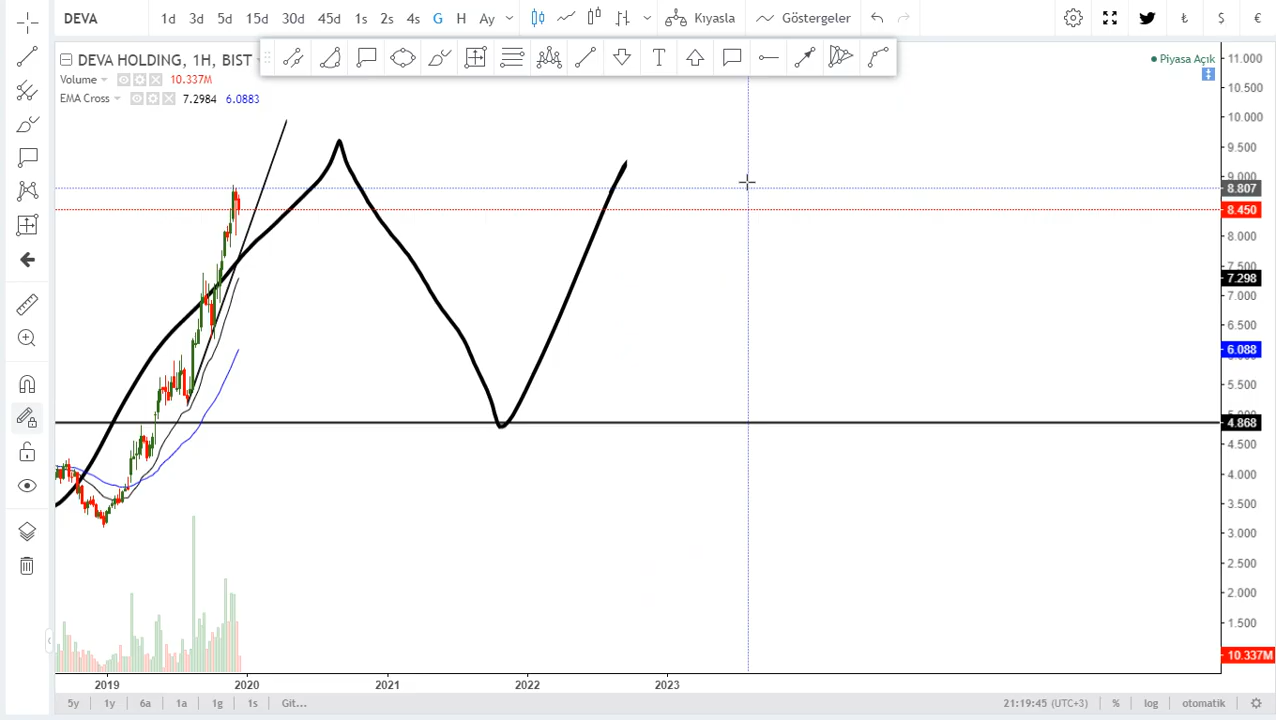 DEVA 1d 3d 5d 15d 30d 45d 1s 2s 4s G H Ay Kıyasla Göstergeler ₺ $ €
DEVA HOLDING, 1H, BIST
Volume 10.337M
EMA Cross 7.2984 6.0883
Piyasa Açık
11.000
10.500
10.000
9.500
9.000
8.807
8.450
8.000
7.500
7.298
7.000
6.500
6.088
5.500
4.868
4.500
4.000
3.500
3.000
2.500
2.000
1.500
10.337M
2019 2020 2021 2022 2023
5y 1y 6a 1a 1g 1s Git... 21:19:45 (UTC+3) % log otomatik